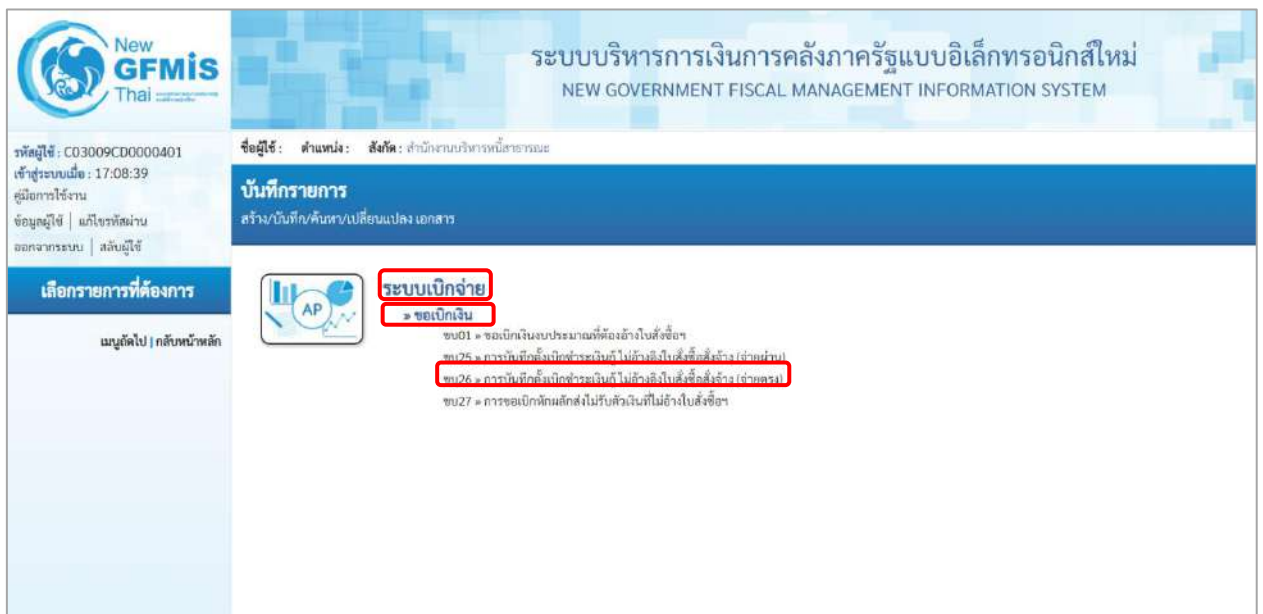 New
GFMIS
Thai
ระบบบริหารการเงินการคลังภาครัฐแบบอิเล็กทรอนิกส์ใหม่
NEW GOVERNMENT FISCAL MANAGEMENT INFORMATION SYSTEM
รหัสผู้ใช้ : C03009CD0000401
เข้าสู่ระบบเมื่อ : 17:08:39
คู่มือการใช้งาน
ข้อมูลผู้ใช้ | แก้ไขรหัสผ่าน
ออกจากระบบ | สลับผู้ใช้
ชื่อผู้ใช้ : ตำแหน่ง : สังกัด : สำนักงานบริหารหนี้สาธารณะ
บันทึกรายการ
สร้าง/บันทึก/ค้นหา/เปลี่ยนแปลง เอกสาร
เลือกรายการที่ต้องการ
เมนูถัดไป | กลับหน้าหลัก
AP
ระบบเบิกจ่าย
» ขอเบิกเงิน
ขบ01 » ขอเบิกเงินงบประมาณที่ต้องอ้างใบสั่งซื้อฯ
ขบ25 » การบันทึกตั้งเบิกชำระเงินกู้ ไม่อ้างอิงใบสั่งซื้อสั่งจ้าง (จ่ายผ่าน)
ขบ26 » การบันทึกตั้งเบิกชำระเงินกู้ ไม่อ้างอิงใบสั่งซื้อสั่งจ้าง (จ่ายตรง)
ขบ27 » การขอเบิกหักผลักส่งไม่รับตัวเงินที่ไม่อ้างใบสั่งซื้อฯ